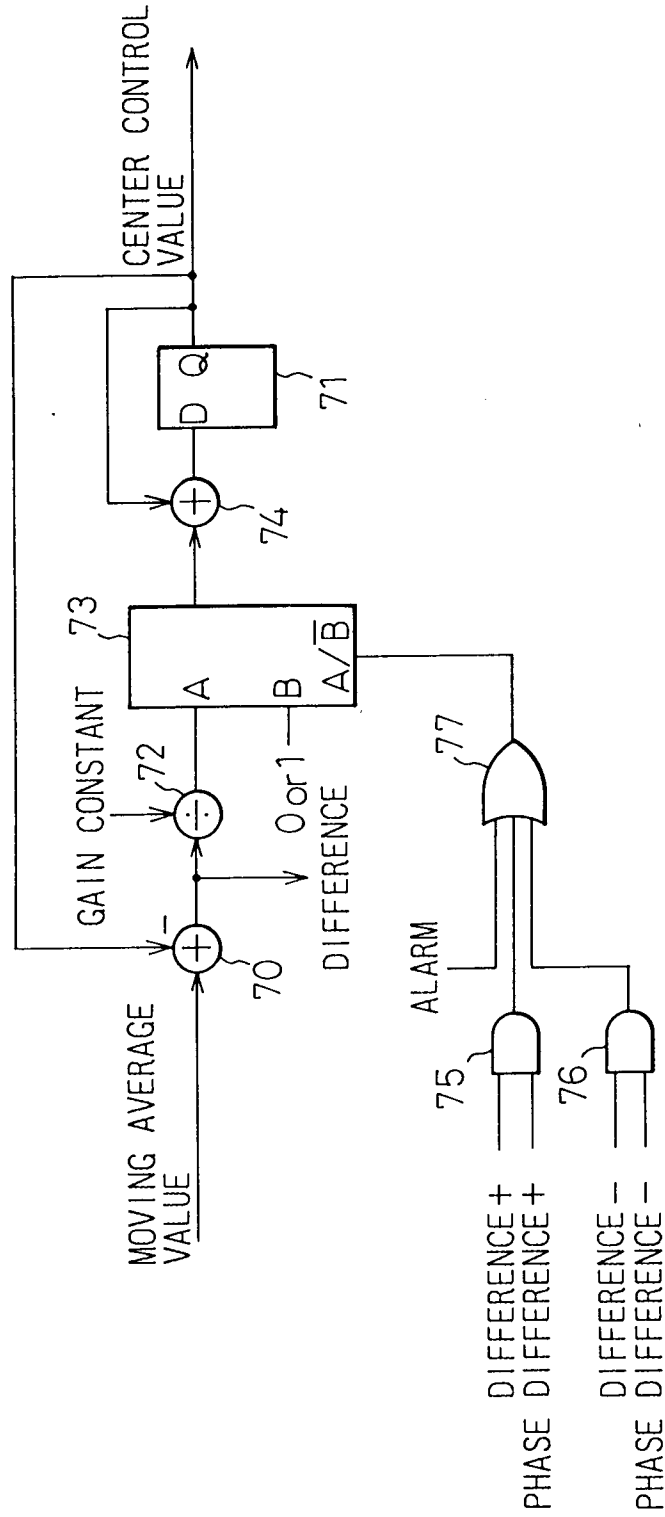 MOVING AVERAGE
VALUE
−
+
70
DIFFERENCE
GAIN CONSTANT
÷
72
0 or 1
73
A
B
A/B̅
+
74
D Q
71
CENTER CONTROL
VALUE
DIFFERENCE +
PHASE DIFFERENCE +
75
DIFFERENCE −
PHASE DIFFERENCE −
76
ALARM
77